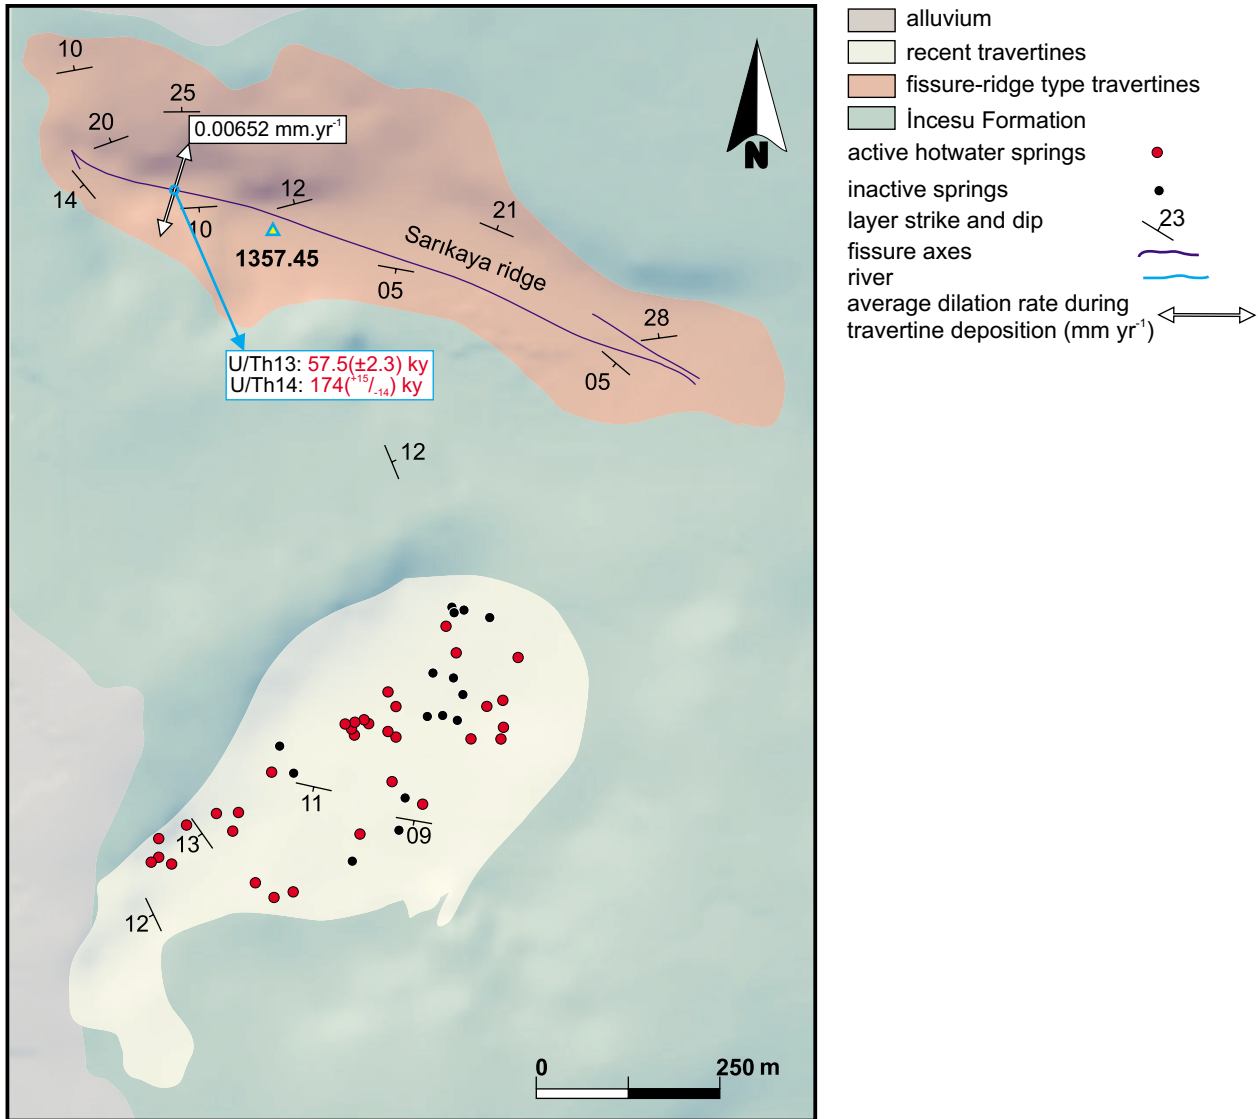 10
25
0.00652 mm.yr-1
20
14
10
12
1357.45
21
Sarıkaya ridge
05
28
05
U/Th13: 57.5(±2.3) ky
U/Th14: 174(+15/-14) ky
12
N
11
09
13
12
0 250 m
alluvium
recent travertines
fissure-ridge type travertines
İncesu Formation
active hotwater springs
inactive springs
layer strike and dip 23
fissure axes
river
average dilation rate during
travertine deposition (mm yr-1)